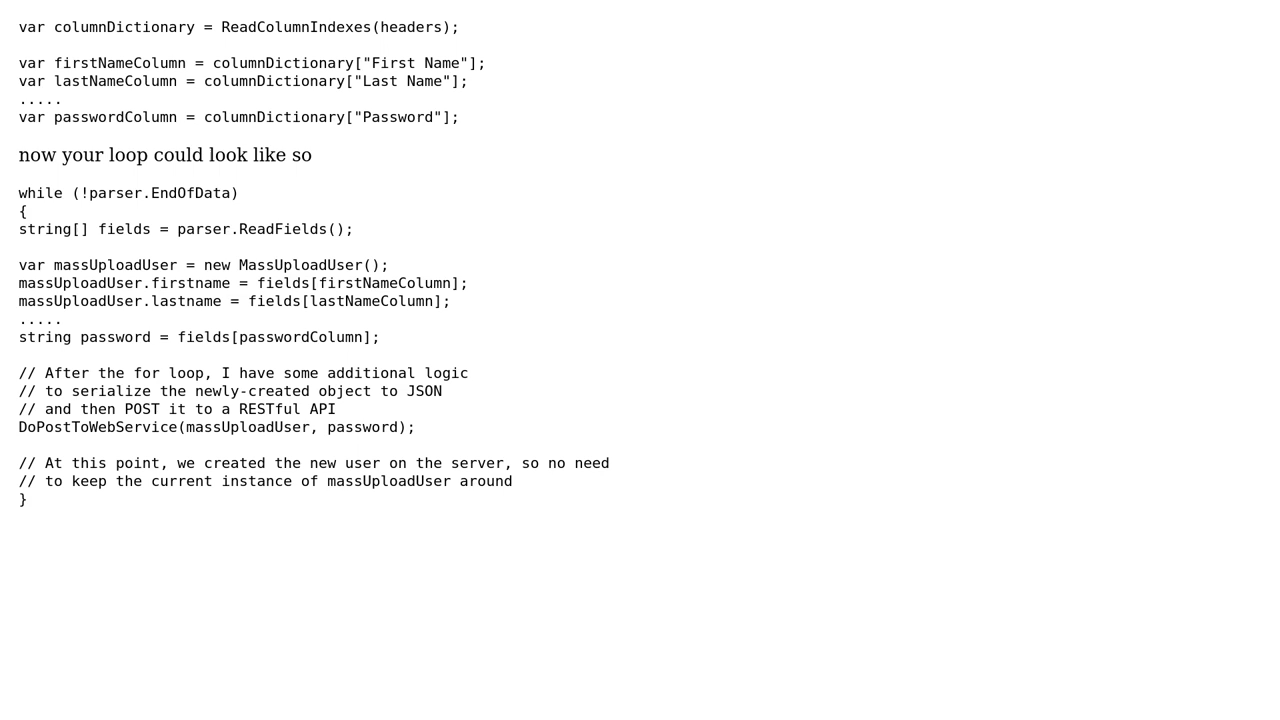 var columnDictionary = ReadColumnIndexes(headers);

var firstNameColumn = columnDictionary["First Name"];
var lastNameColumn = columnDictionary["Last Name"];
.....
var passwordColumn = columnDictionary["Password"];

now your loop could look like so

while (!parser.EndOfData)
{
string[] fields = parser.ReadFields();

var massUploadUser = new MassUploadUser();
massUploadUser.firstname = fields[firstNameColumn];
massUploadUser.lastname = fields[lastNameColumn];
.....
string password = fields[passwordColumn];

// After the for loop, I have some additional logic
// to serialize the newly-created object to JSON
// and then POST it to a RESTful API
DoPostToWebService(massUploadUser, password);

// At this point, we created the new user on the server, so no need
// to keep the current instance of massUploadUser around
}